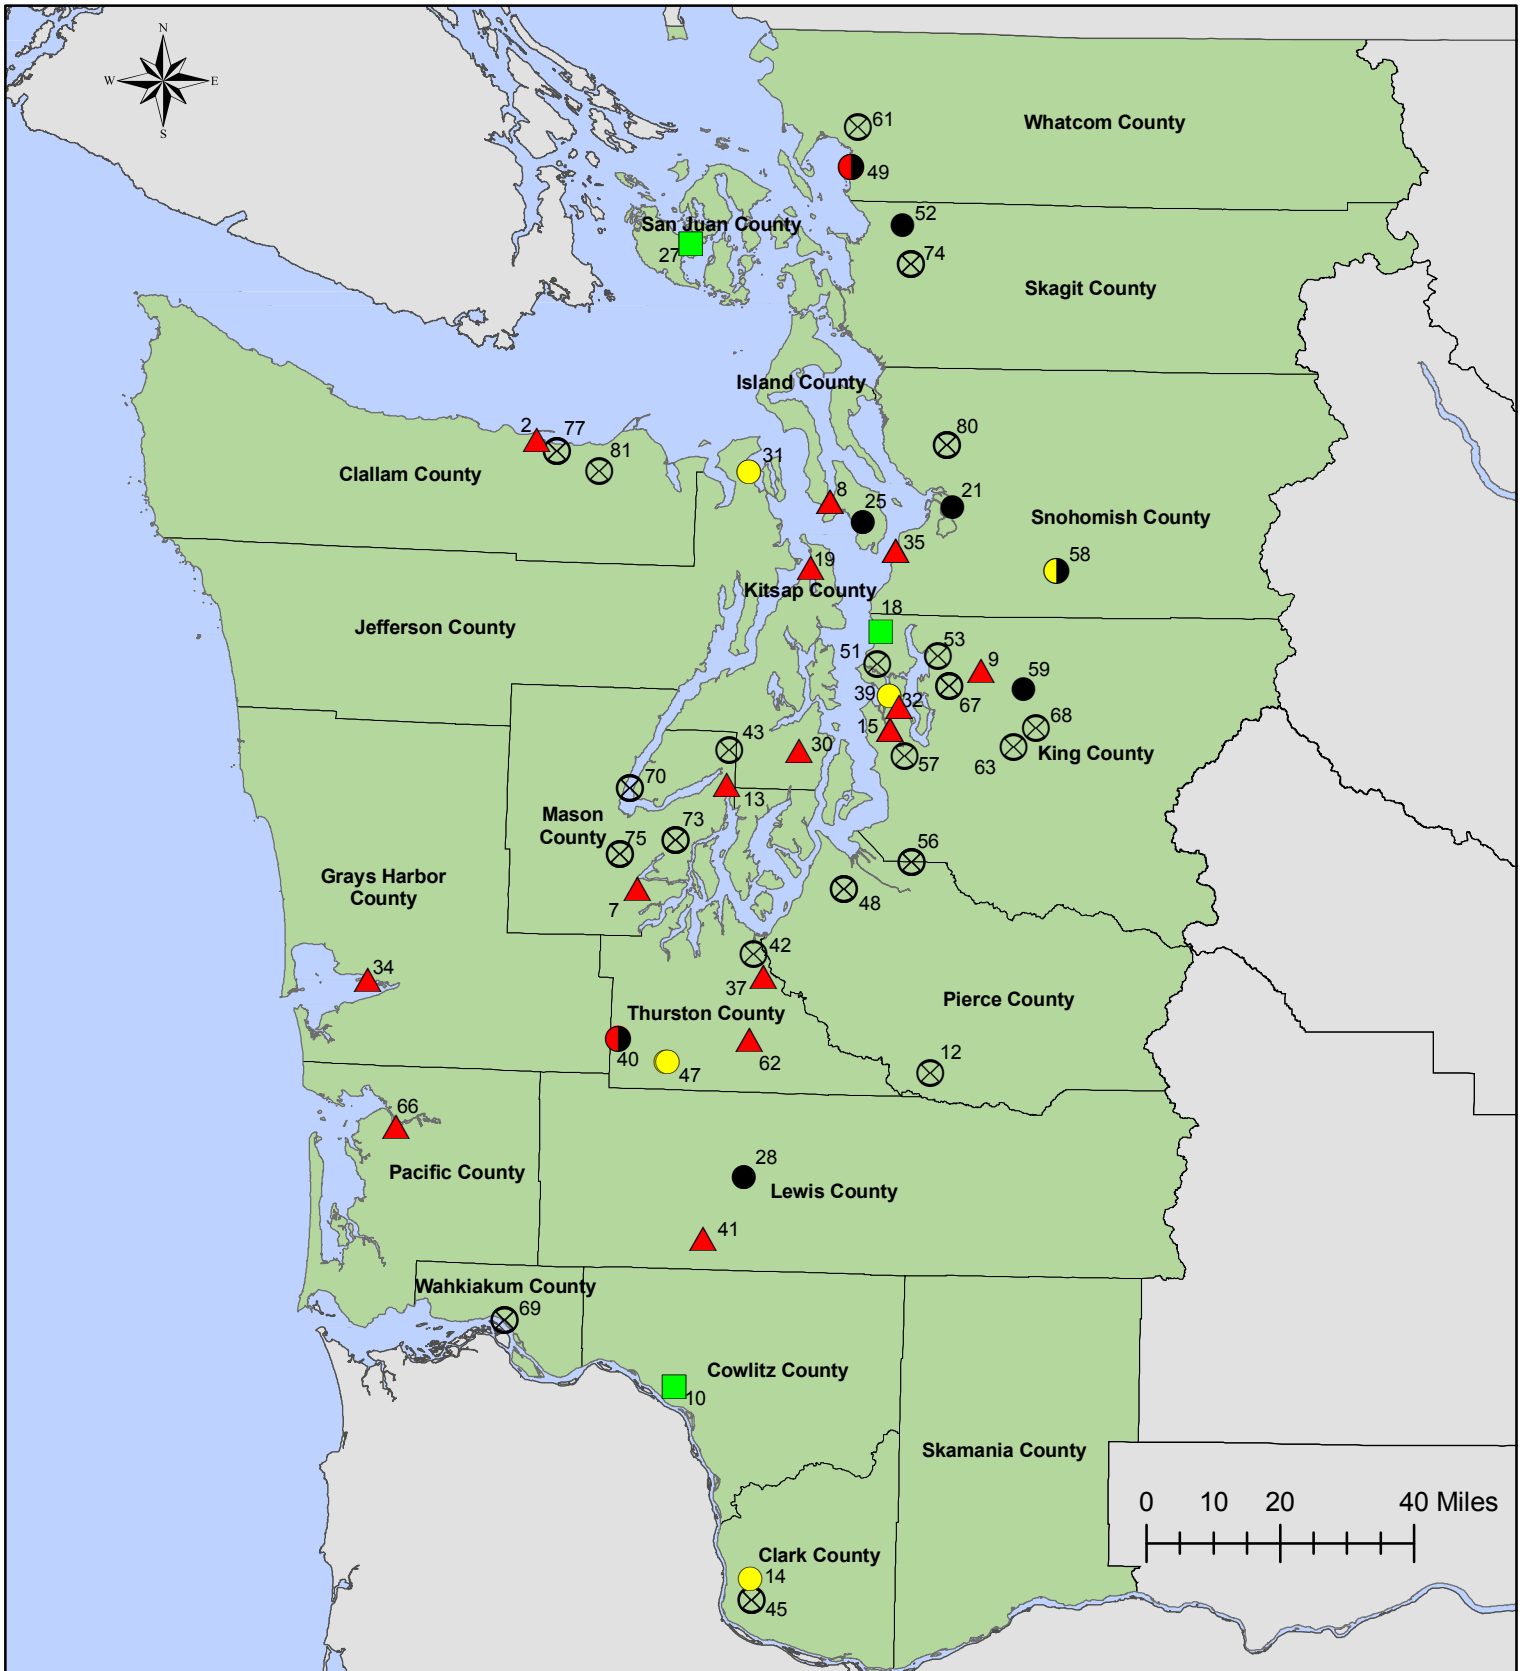 N
W E
S
61
Whatcom County
49
52
San Juan County
27
74
Skagit County
Island County
2
77
81
80
Clallam County
31
8
25
21
Snohomish County
35
58
19
Kitsap County
18
Jefferson County
51
53
9
59
39
32
67
15
68
43
30
57
63
King County
70
13
Mason
County
73
75
56
Grays Harbor
County
7
48
42
34
37
Pierce County
Thurston County
40
47
62
12
66
28
Pacific County
Lewis County
41
Wahkiakum County
69
Cowlitz County
10
Skamania County
0 10 20 40 Miles
Clark County
14
45